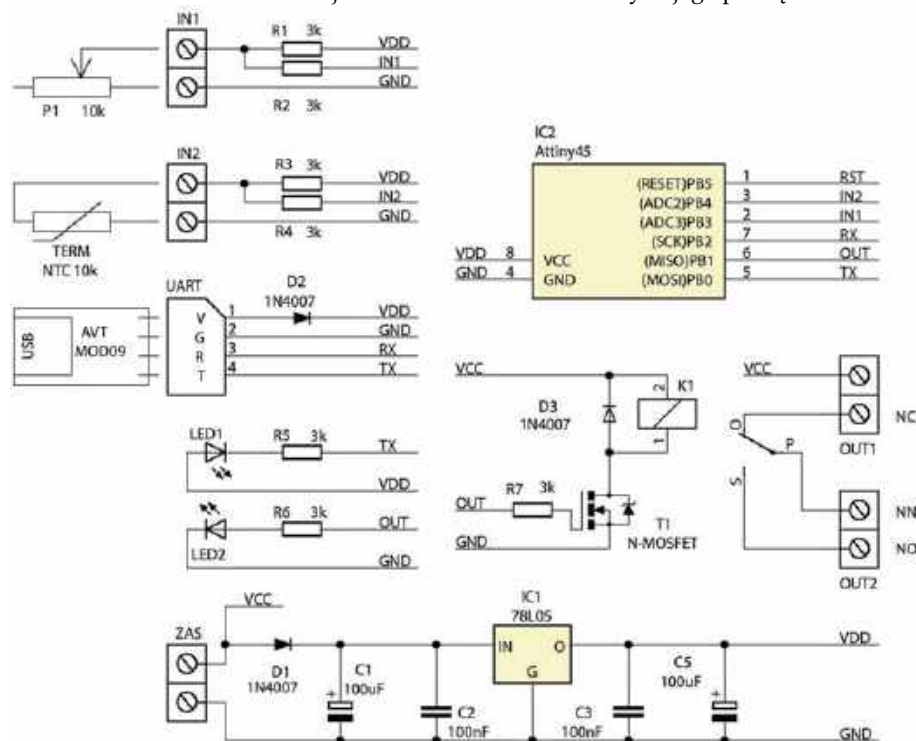 IN1
R1 3k
VDD
IN1
GND
P1 10k
R2 3k
IN2
R3 3k
VDD
IN2
GND
R4 3k
TERM
NTC 10k
IC2
Attiny45
(RESET)PB5 1 RST
(ADC2)PB4 3 IN2
(ADC3)PB3 2 IN1
(SCK)PB2 7 RX
VDD 8 VCC (MISO)PB1 6 OUT
GND 4 GND (MOSI)PB0 5 TX
UART
D2
1N4007
USB
AVT
MOD09
V 1 VDD
G 2 GND
R 3 RX
T 4 TX
VCC
D3
1N4007
2
K1
1
VCC
NC
OUT1
O
P
S
NN
NO
OUT2
LED1
R5 3k
TX
VDD
R6 3k
OUT
LED2
GND
OUT
R7 3k
GND
T1
N-MOSFET
VCC
ZAS
D1
1N4007
+
C1
100uF
C2
100nF
IC1
78L05
IN O
G
C3
100nF
C5
100uF
+
VDD
GND